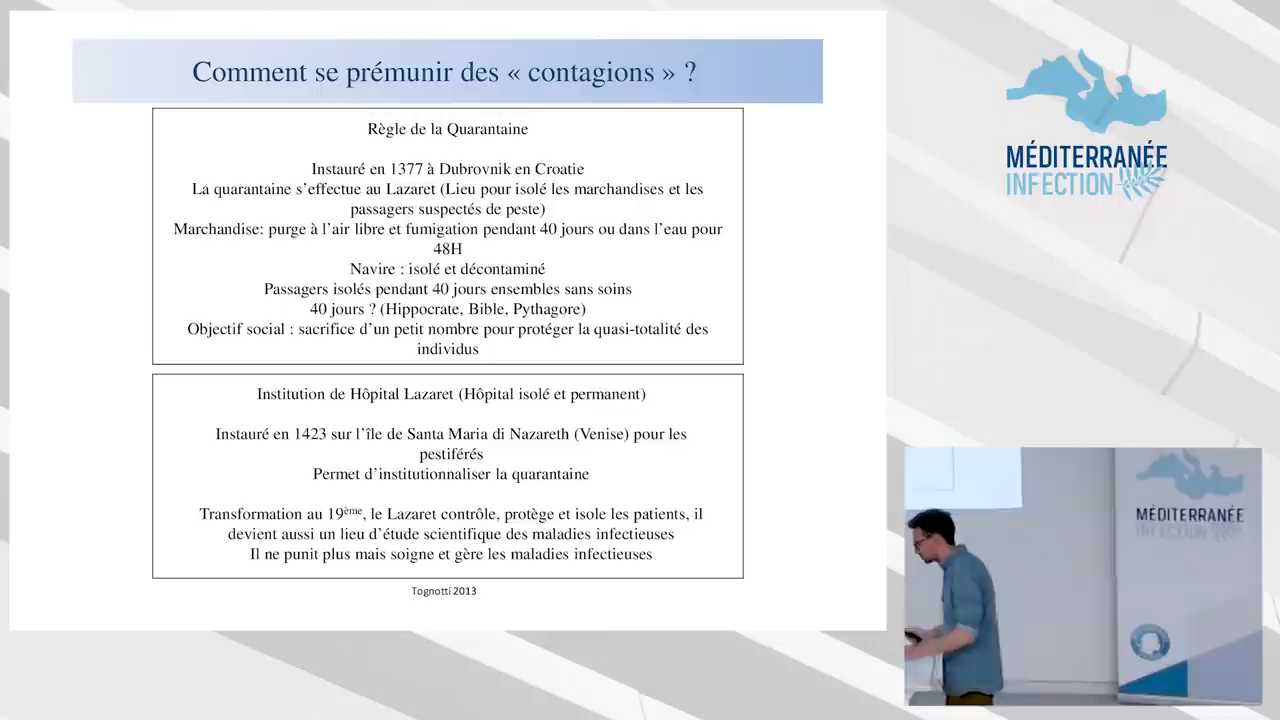 Comment se prémunir des « contagions » ?
Règle de la Quarantaine
Instauré en 1377 à Dubrovnik en Croatie
La quarantaine s'effectue au Lazaret (Lieu pour isolé les marchandises et les
passagers suspectés de peste)
Marchandise: purge à l'air libre et fumigation pendant 40 jours ou dans l'eau pour
48H
Navire : isolé et décontaminé
Passagers isolés pendant 40 jours ensembles sans soins
40 jours ? (Hippocrate, Bible, Pythagore)
Objectif social : sacrifice d'un petit nombre pour protéger la quasi-totalité des
individus
Institution de Hôpital Lazaret (Hôpital isolé et permanent)
Instauré en 1423 sur l'île de Santa Maria di Nazareth (Venise) pour les
pestiférés
Permet d'institutionnaliser la quarantaine
Transformation au 19ème, le Lazaret contrôle, protège et isole les patients, il
devient aussi un lieu d'étude scientifique des maladies infectieuses
Il ne punit plus mais soigne et gère les maladies infectieuses
Tognotti 2013
MÉDITERRANÉE
INFECTION
MÉDITERRANÉE
INFECTION